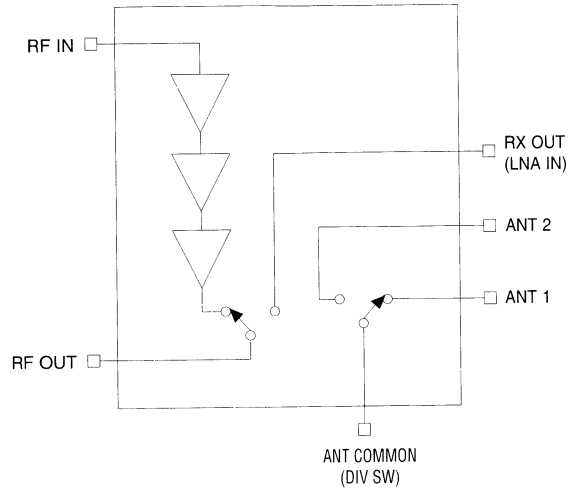 RF IN
RX OUT
(LNA IN)
ANT 2
ANT 1
RF OUT
ANT COMMON
(DIV SW)